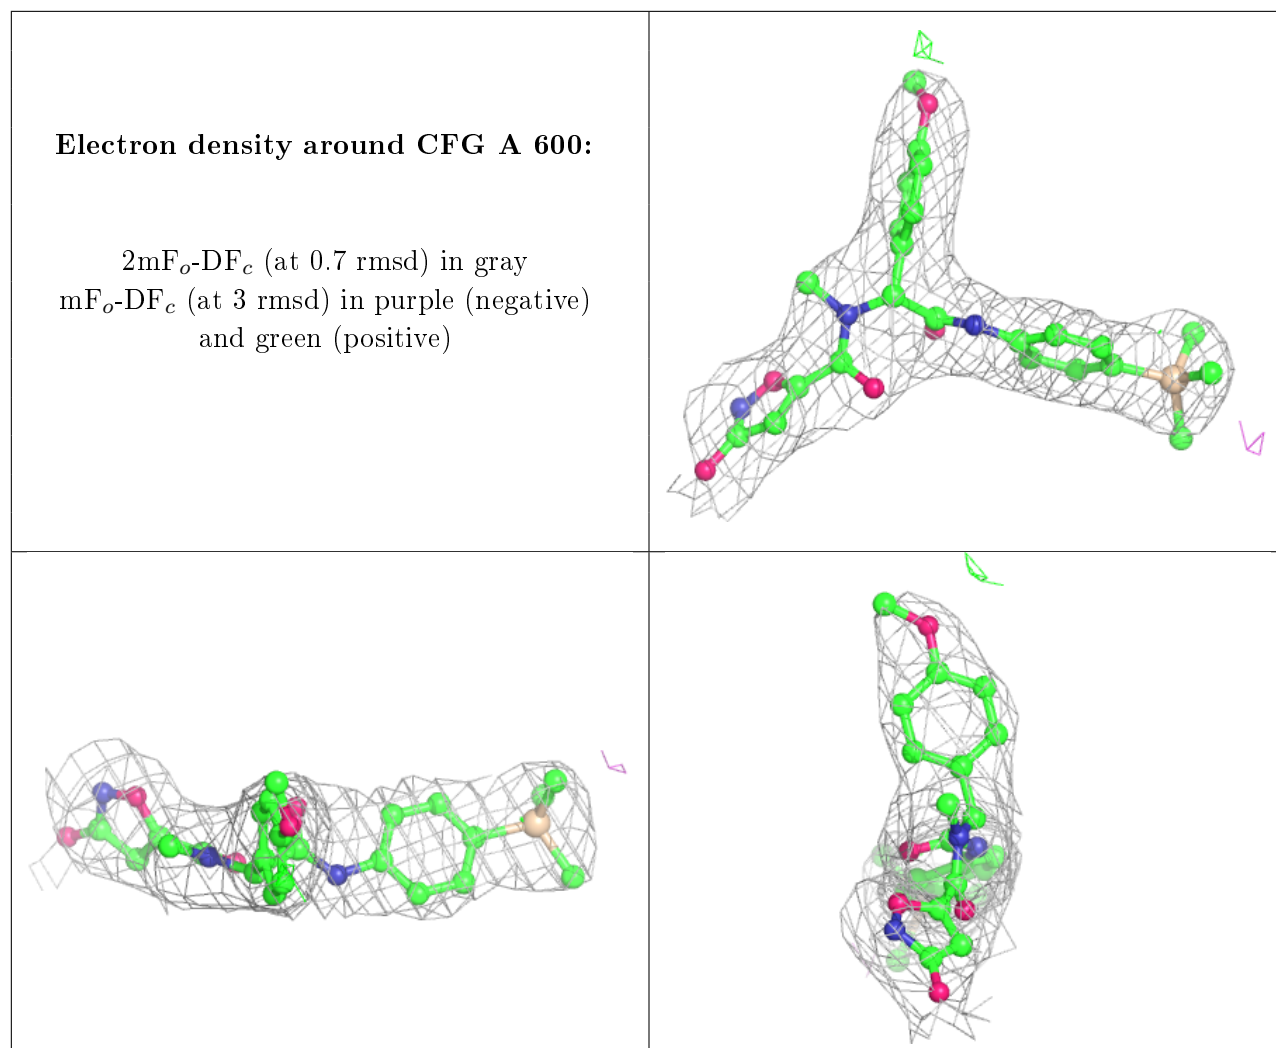 Electron density around CFG A 600:
2mFo-DFc (at 0.7 rmsd) in gray
mFo-DFc (at 3 rmsd) in purple (negative)
and green (positive)